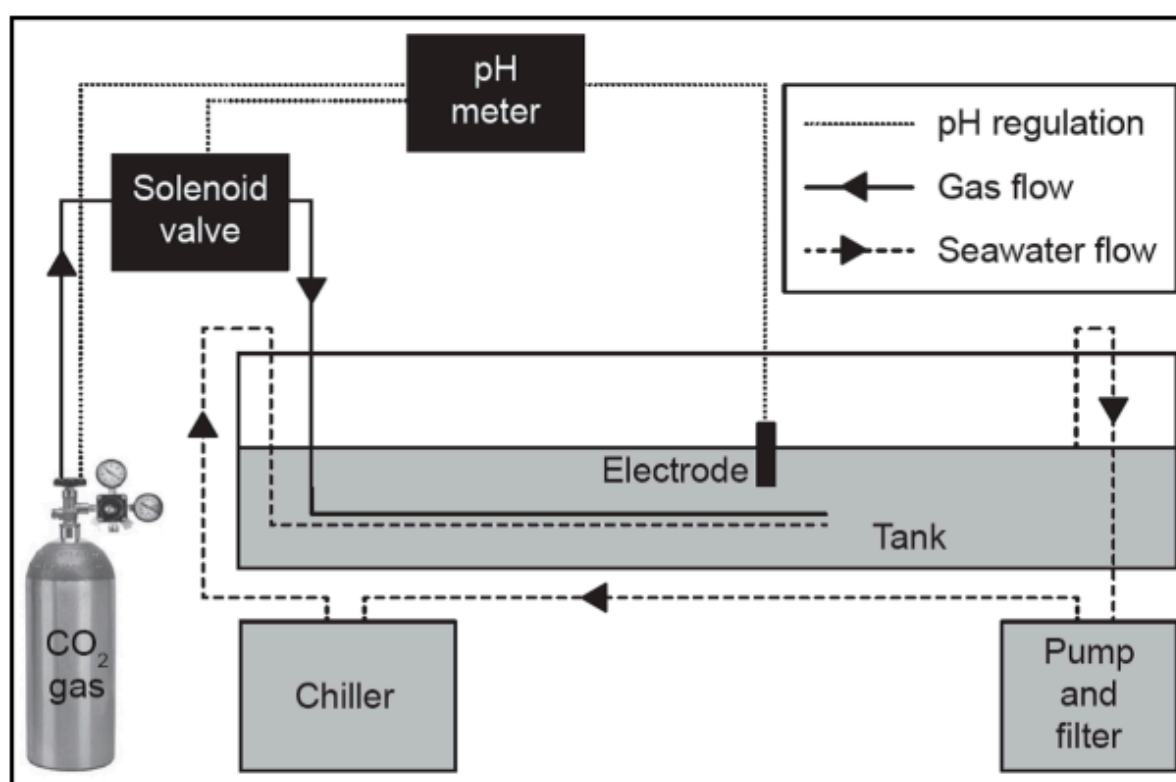 pH
meter
pH regulation
Gas flow
Seawater flow
Solenoid
valve
Electrode
Tank
CO₂
gas
Chiller
Pump
and
filter